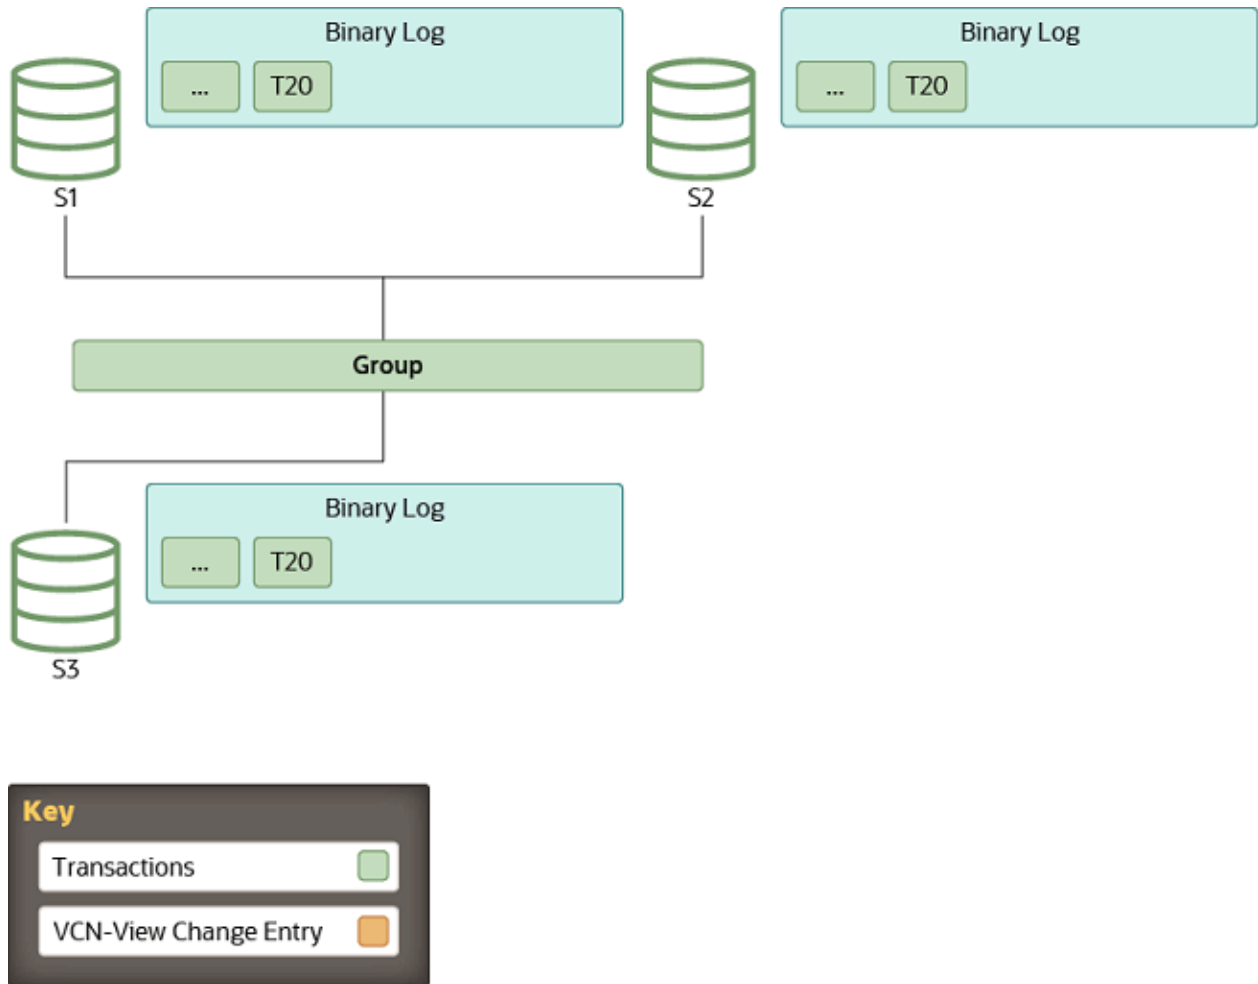 Binary Log
... T20
S1
Binary Log
... T20
S2
Group
Binary Log
... T20
S3
Key
Transactions
VCN-View Change Entry